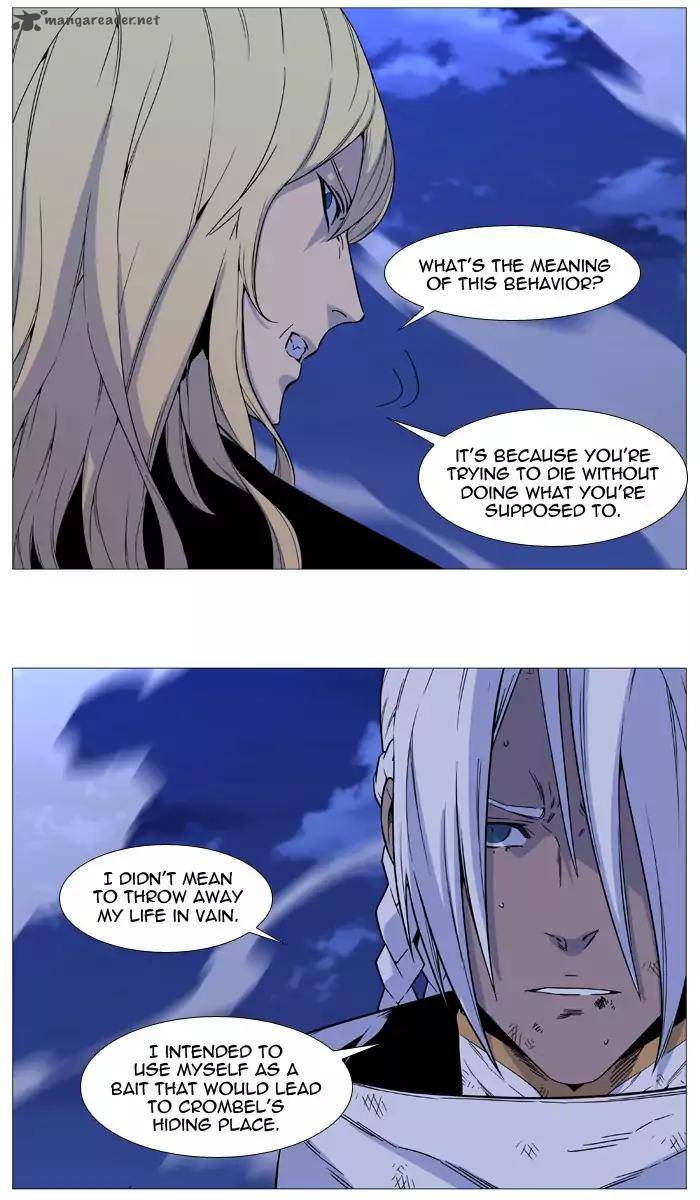 mangareader.net
WHAT'S THE MEANING
OF THIS BEHAVIOR?
IT'S BECAUSE YOU'RE
TRYING TO DIE WITHOUT
DOING WHAT YOU'RE
SUPPOSED TO.
I DIDN'T MEAN
TO THROW AWAY
MY LIFE IN VAIN.
I INTENDED TO
USE MYSELF AS A
BAIT THAT WOULD LEAD
TO CROMBEL'S
HIDING PLACE.